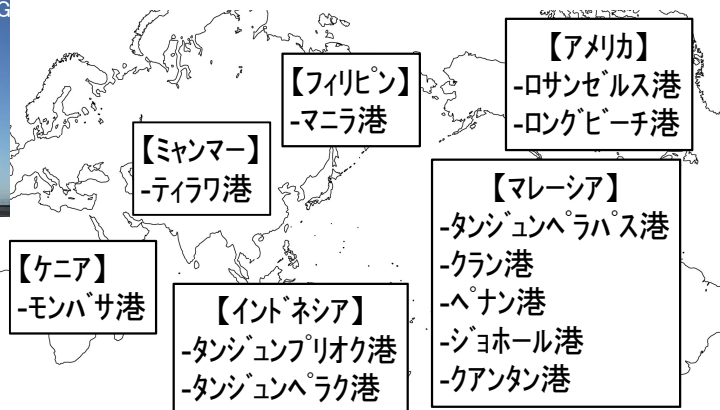 G
【フィリピン】
-マニラ港
【アメリカ】
-ロサンゼルス港
-ロングビーチ港
【ミャンマー】
-ティラワ港
【マレーシア】
-タンジュンペラパス港
-クラン港
-ペナン港
-ジョホール港
-クアンタン港
【ケニア】
-モンバサ港
【インドネシア】
-タンジュンプリオク港
-タンジュンペラク港